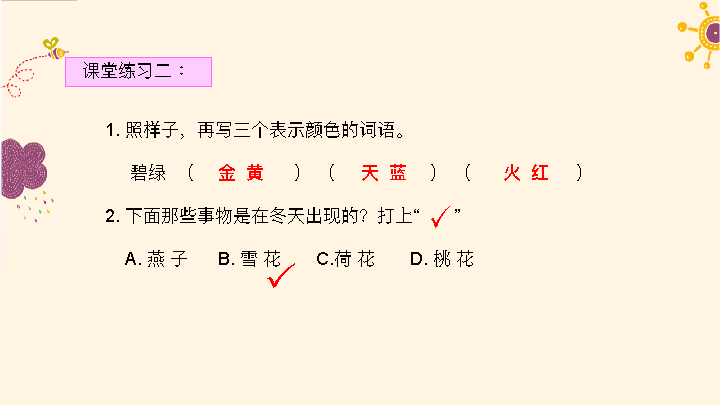 课堂练习二：
1. 照样子，再写三个表示颜色的词语。
碧绿 （ 金 黄 ） （ 天 蓝 ） （ 火 红 ）
2. 下面那些事物是在冬天出现的？打上“ ✓ ”
A. 燕 子 B. 雪 花 ✓ C.荷 花 D. 桃 花